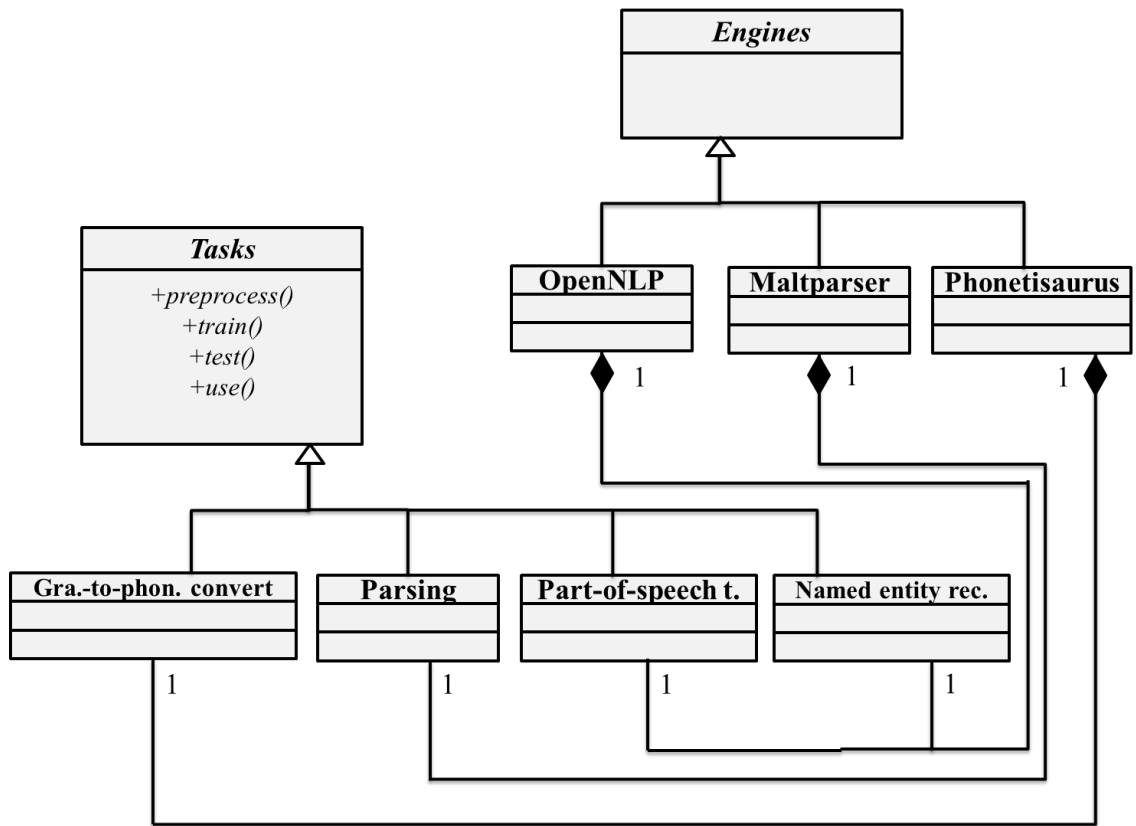 Engines
Tasks
+preprocess()
+train()
+test()
+use()
OpenNLP
Maltparser
Phonetisaurus
1
1
1
Gra.-to-phon. convert
Parsing
Part-of-speech t.
Named entity rec.
1
1
1
1